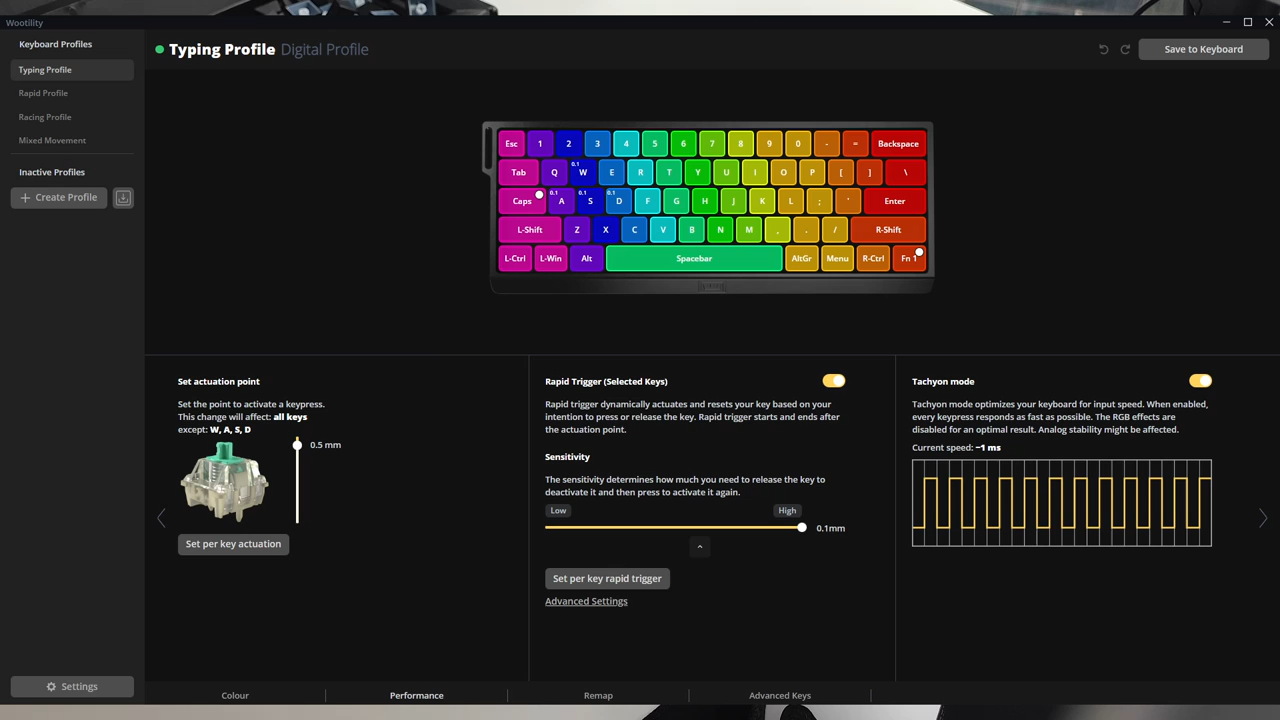 Wootility
Keyboard Profiles
Typing Profile
Rapid Profile
Racing Profile
Mixed Movement
Inactive Profiles
Create Profile
Settings
Typing Profile Digital Profile
Save to Keyboard
Esc 1 2 3 4 5 6 7 8 9 0 - = Backspace
Tab Q 0.1 W E R T Y U I O P [ ] \
Caps 0.1 A 0.1 S 0.1 D F G H J K L ; ' Enter
L-Shift Z X C V B N M , . / R-Shift
L-Ctrl L-Win Alt Spacebar AltGr Menu R-Ctrl Fn 1
Set actuation point
Set the point to activate a keypress.
This change will affect: all keys
except: W, A, S, D
0.5 mm
Set per key actuation
Rapid Trigger (Selected Keys)
Rapid trigger dynamically actuates and resets your key based on your
intention to press or release the key. Rapid trigger starts and ends after
the actuation point.
Sensitivity
The sensitivity determines how much you need to release the key to
deactivate it and then press to activate it again.
Low High
0.1mm
Set per key rapid trigger
Advanced Settings
Tachyon mode
Tachyon mode optimizes your keyboard for input speed. When enabled,
every keypress responds as fast as possible. The RGB effects are
disabled for an optimal result. Analog stability might be affected.
Current speed: ~1 ms
Colour Performance Remap Advanced Keys